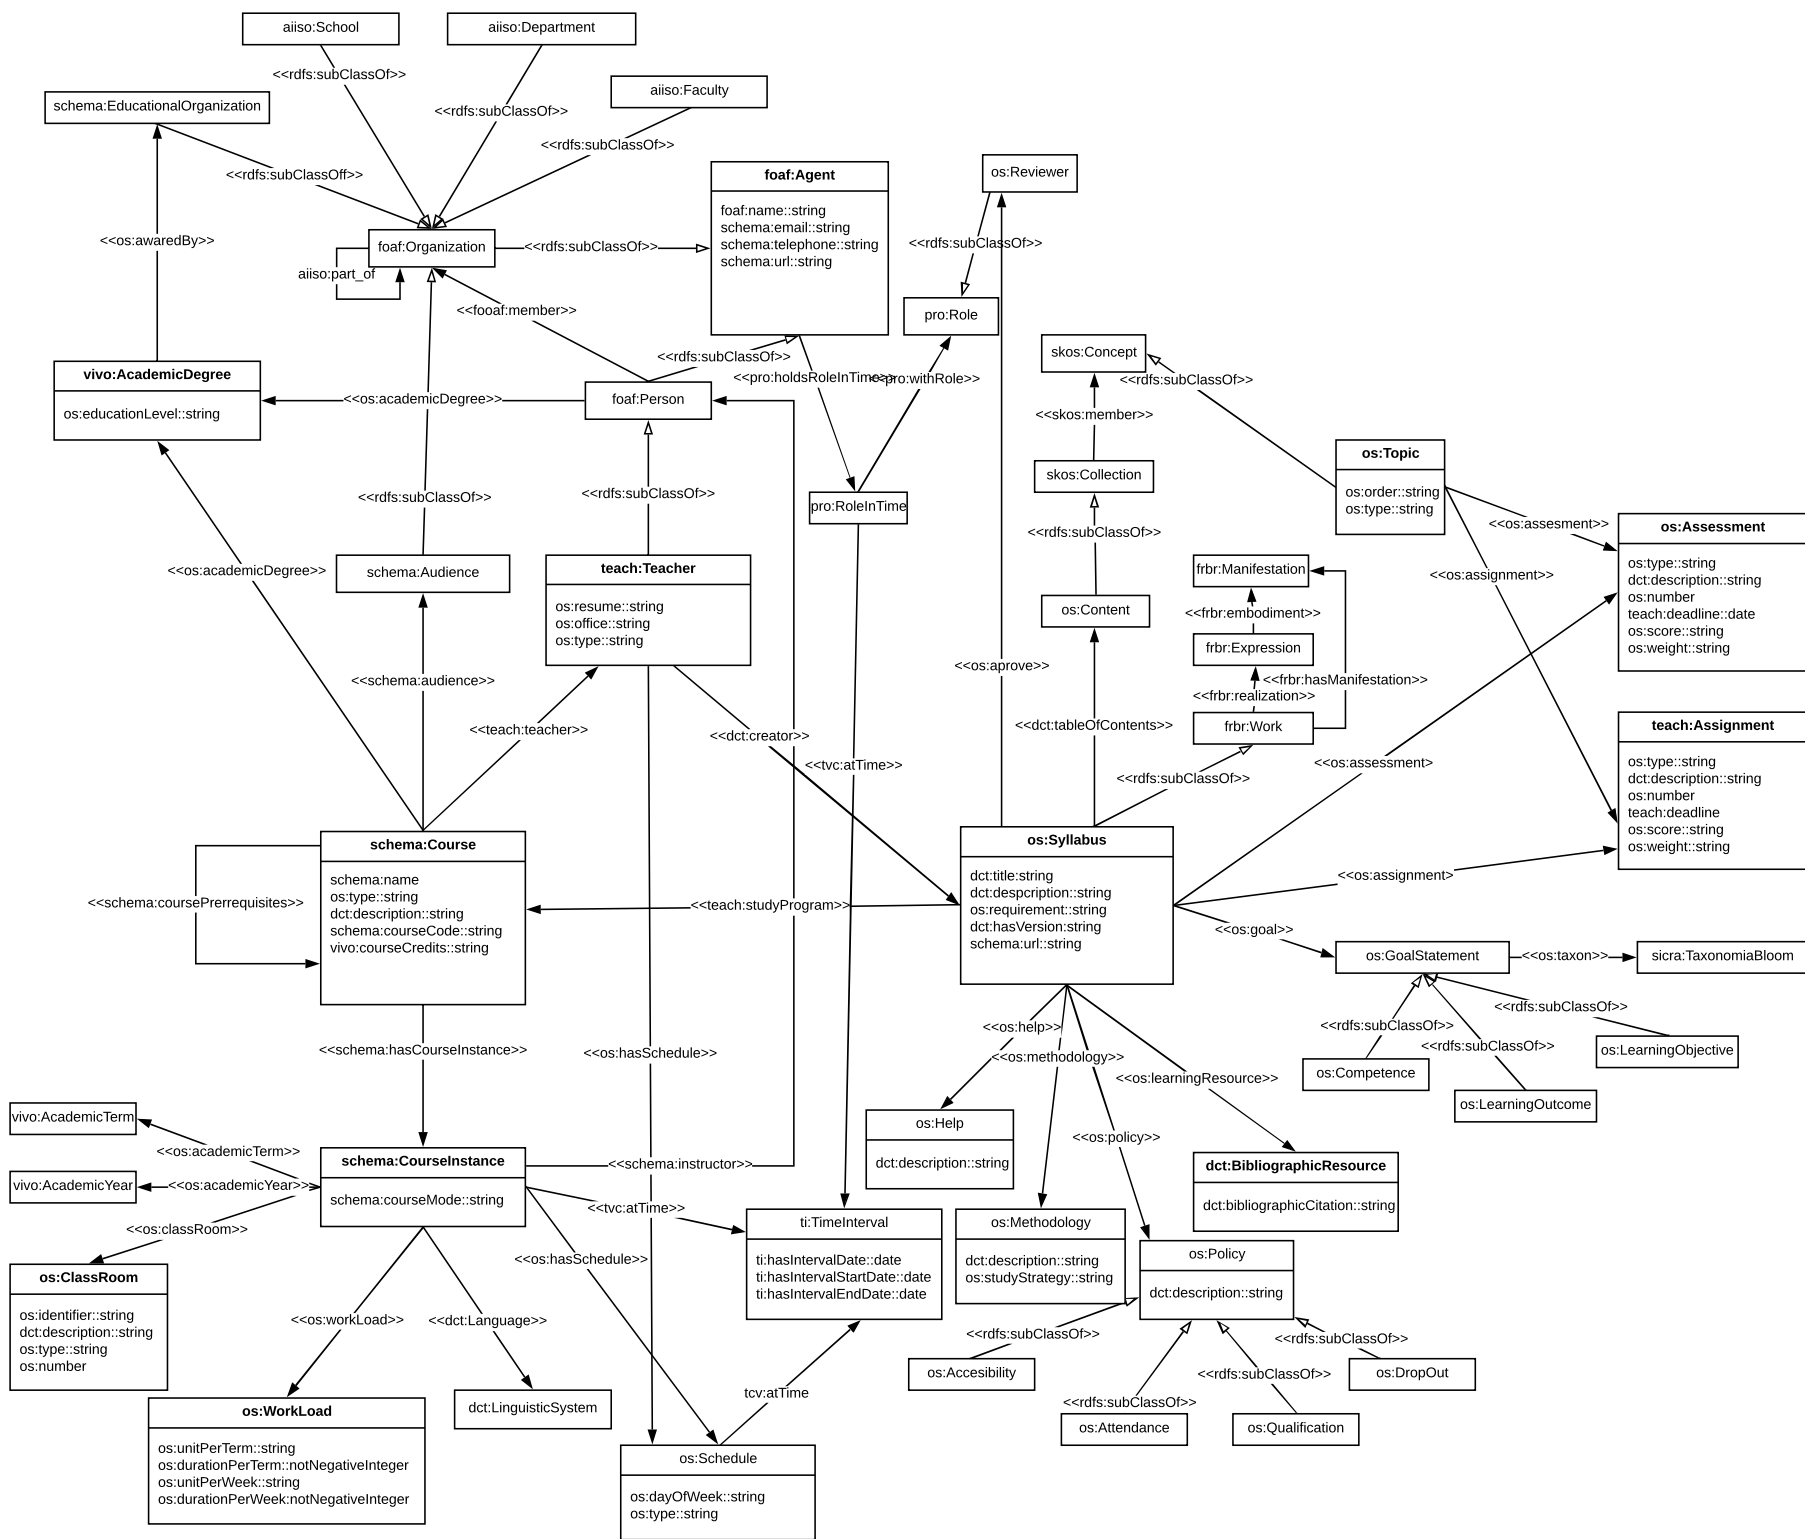 aiiso:School
aiiso:Department
<<rdfs:subClassOf>>
aiiso:Faculty
schema:EducationalOrganization
<<rdfs:subClassOf>>
<<rdfs:subClassOf>>
<<rdfs:subClassOff>>
foaf:Agent
foaf:name::string
schema:email::string
schema:telephone::string
schema:url::string
os:Reviewer
<<os:awaredBy>>
foaf:Organization
<<rdfs:subClassOf>>
<<rdfs:subClassOf>>
aiiso:part_of
<<fooaf:member>>
pro:Role
<<rdfs:subClassOf>>
<<pro:holdsRoleInTime>>
<<pro:withRole>>
skos:Concept
<<rdfs:subClassOf>>
vivo:AcademicDegree
os:educationLevel::string
<<os:academicDegree>>
foaf:Person
<<skos:member>>
os:Topic
os:order::string
os:type::string
skos:Collection
<<rdfs:subClassOf>>
<<rdfs:subClassOf>>
pro:RoleInTime
<<rdfs:subClassOf>>
<<os:assesment>>
os:Assessment
os:type::string
dct:description::string
os:number
teach:deadline::date
os:score::string
os:weight::string
<<os:academicDegree>>
schema:Audience
teach:Teacher
os:resume::string
os:office::string
os:type::string
frbr:Manifestation
<<os:assignment>>
os:Content
<<frbr:embodiment>>
frbr:Expression
<<os:aprove>>
<<schema:audience>>
<<frbr:hasManifestation>>
<<frbr:realization>>
<<teach:teacher>>
<<dct:creator>>
<<dct:tableOfContents>>
frbr:Work
teach:Assignment
os:type::string
dct:description::string
os:number
teach:deadline
os:score::string
os:weight::string
<<tvc:atTime>>
<<rdfs:subClassOf>>
<<os:assessment>
schema:Course
schema:name
os:type::string
dct:description::string
schema:courseCode::string
vivo:courseCredits::string
os:Syllabus
dct:title:string
dct:despcription::string
os:requirement::string
dct:hasVersion:string
schema:url::string
<<os:assignment>
<<schema:coursePrerrequisites>>
<<teach:studyProgram>>
<<os:goal>>
os:GoalStatement
<<os:taxon>>
sicra:TaxonomiaBloom
<<rdfs:subClassOf>>
<<rdfs:subClassOf>>
<<rdfs:subClassOf>>
os:LearningObjective
os:Competence
os:LearningOutcome
<<schema:hasCourseInstance>>
<<os:hasSchedule>>
<<os:help>>
<<os:methodology>>
<<os:learningResource>>
vivo:AcademicTerm
<<os:academicTerm>>
os:Help
dct:description::string
<<os:policy>>
vivo:AcademicYear
<<os:academicYear>>
schema:CourseInstance
schema:courseMode::string
<<schema:instructor>>
dct:BibliographicResource
dct:bibliographicCitation::string
<<os:classRoom>>
<<tvc:atTime>>
ti:TimeInterval
ti:hasIntervalDate::date
ti:hasIntervalStartDate::date
ti:hasIntervalEndDate::date
os:Methodology
dct:description::string
os:studyStrategy::string
os:Policy
dct:description::string
os:ClassRoom
os:identifier::string
dct:description::string
os:type::string
os:number
<<os:hasSchedule>>
<<os:workLoad>>
<<dct:Language>>
<<rdfs:subClassOf>>
<<rdfs:subClassOf>>
os:Accesibility
<<rdfs:subClassOf>>
os:DropOut
tcv:atTime
<<rdfs:subClassOf>>
os:Attendance
os:Qualification
dct:LinguisticSystem
os:WorkLoad
os:unitPerTerm::string
os:durationPerTerm::notNegativeInteger
os:unitPerWeek::string
os:durationPerWeek:notNegativeInteger
os:Schedule
os:dayOfWeek::string
os:type::string